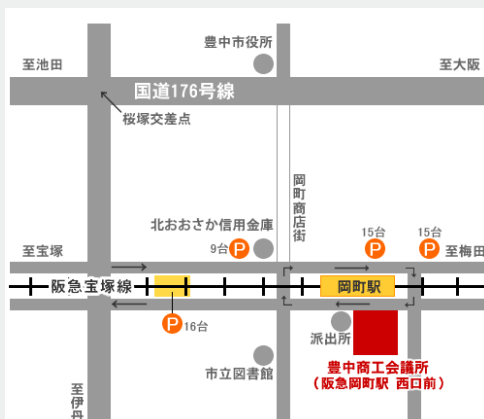 豊中市役所
至池田
至大阪
国道176号線
桜塚交差点
岡町商店街
北おおさか信用金庫
9台 P
15台
P
15台
P
至宝塚
至梅田
阪急宝塚線
岡町駅
P 16台
派出所
市立図書館
豊中商工会議所
（阪急岡町駅 西口前）
至伊丹